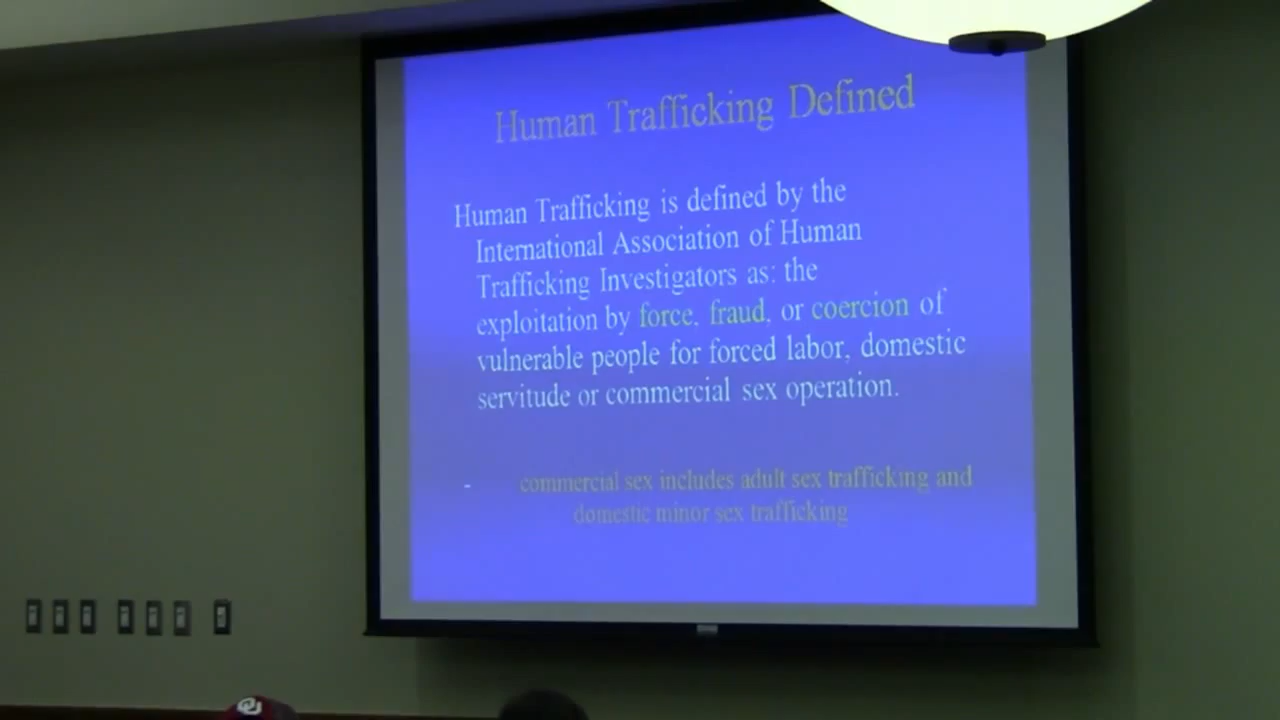 Human Trafficking Defined
Human Trafficking is defined by the
International Association of Human
Trafficking Investigators as: the
exploitation by force, fraud, or coercion of
vulnerable people for forced labor, domestic
servitude or commercial sex operation.
- commercial sex includes adult sex trafficking and
domestic minor sex trafficking
OU